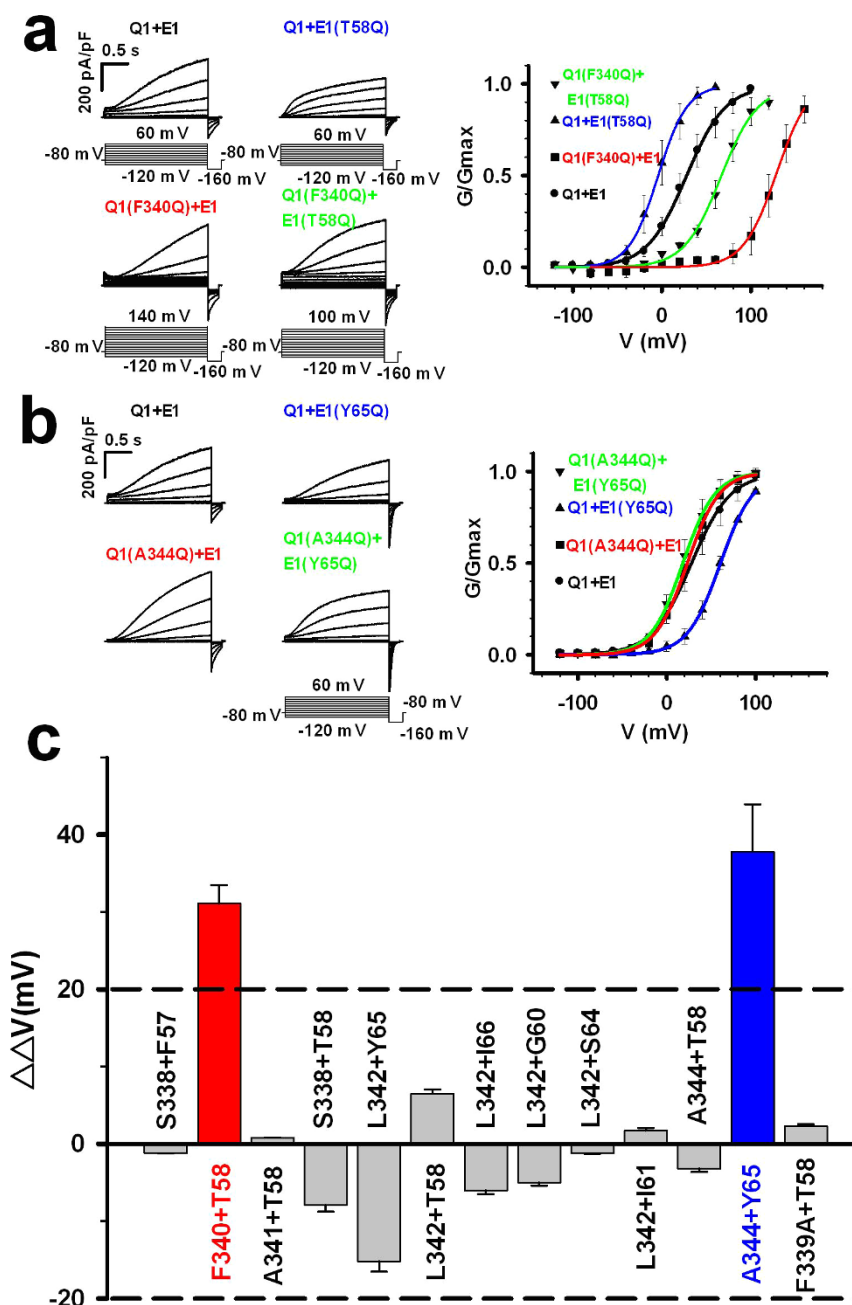 a
Q1+E1
Q1+E1(T58Q)
0.5 s
200 pA/pF
60 mV
-80 mV
-120 mV
-160 mV
60 mV
-80 mV
-120 mV
-160 mV
Q1(F340Q)+E1
Q1(F340Q)+
E1(T58Q)
140 mV
-80 mV
-120 mV
-160 mV
100 mV
-80 mV
-120 mV
-160 mV
Q1(F340Q)+
E1(T58Q)
Q1+E1(T58Q)
Q1(F340Q)+E1
Q1+E1
G/Gmax
1.0
0.5
0.0
-100
0
100
V (mV)
b
Q1+E1
Q1+E1(Y65Q)
0.5 s
200 pA/pF
Q1(A344Q)+E1
Q1(A344Q)+
E1(Y65Q)
60 mV
-80 mV
-80 mV
-120 mV
-160 mV
Q1(A344Q)+
E1(Y65Q)
Q1+E1(Y65Q)
Q1(A344Q)+E1
Q1+E1
G/Gmax
1.0
0.5
0.0
-100
0
100
V (mV)
c
△△V(mV)
40
20
0
-20
S338+F57
F340+T58
A341+T58
S338+T58
L342+Y65
L342+T58
L342+I66
L342+G60
L342+S64
L342+I61
A344+T58
A344+Y65
F339A+T58